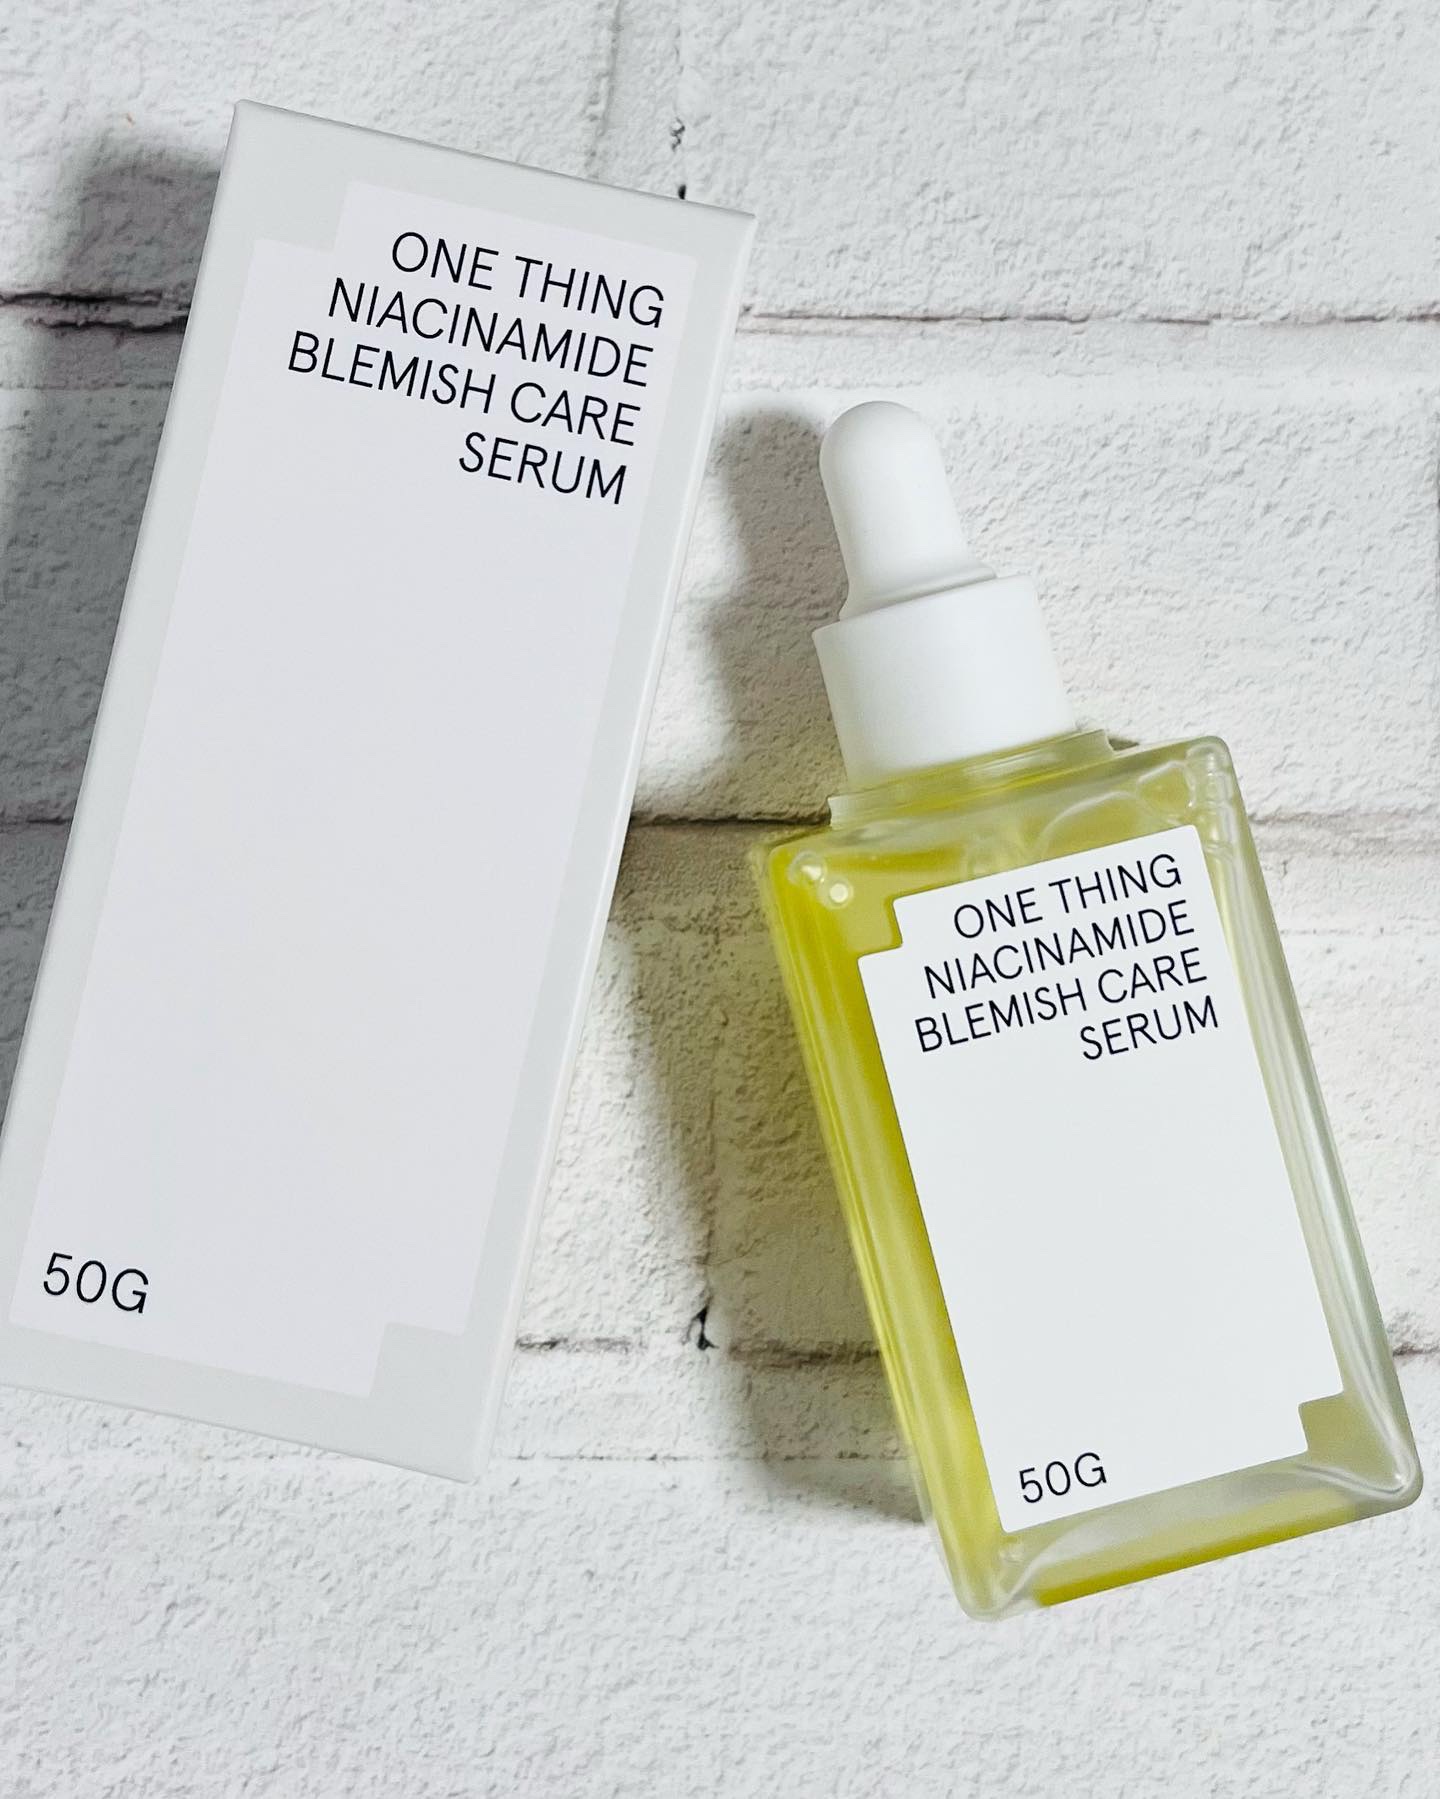 ONE THING
NIACINAMIDE
BLEMISH CARE
SERUM
50G
ONE THING
NIACINAMIDE
BLEMISH CARE
SERUM
50G